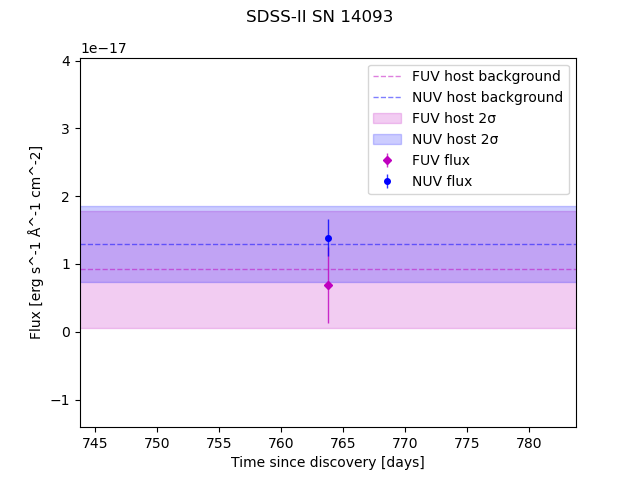 SDSS-II SN 14093
1e−17
4
3
2
1
0
−1
Flux [erg s^-1 Å^-1 cm^-2]
FUV host background
NUV host background
FUV host 2σ
NUV host 2σ
FUV flux
NUV flux
745 750 755 760 765 770 775 780
Time since discovery [days]